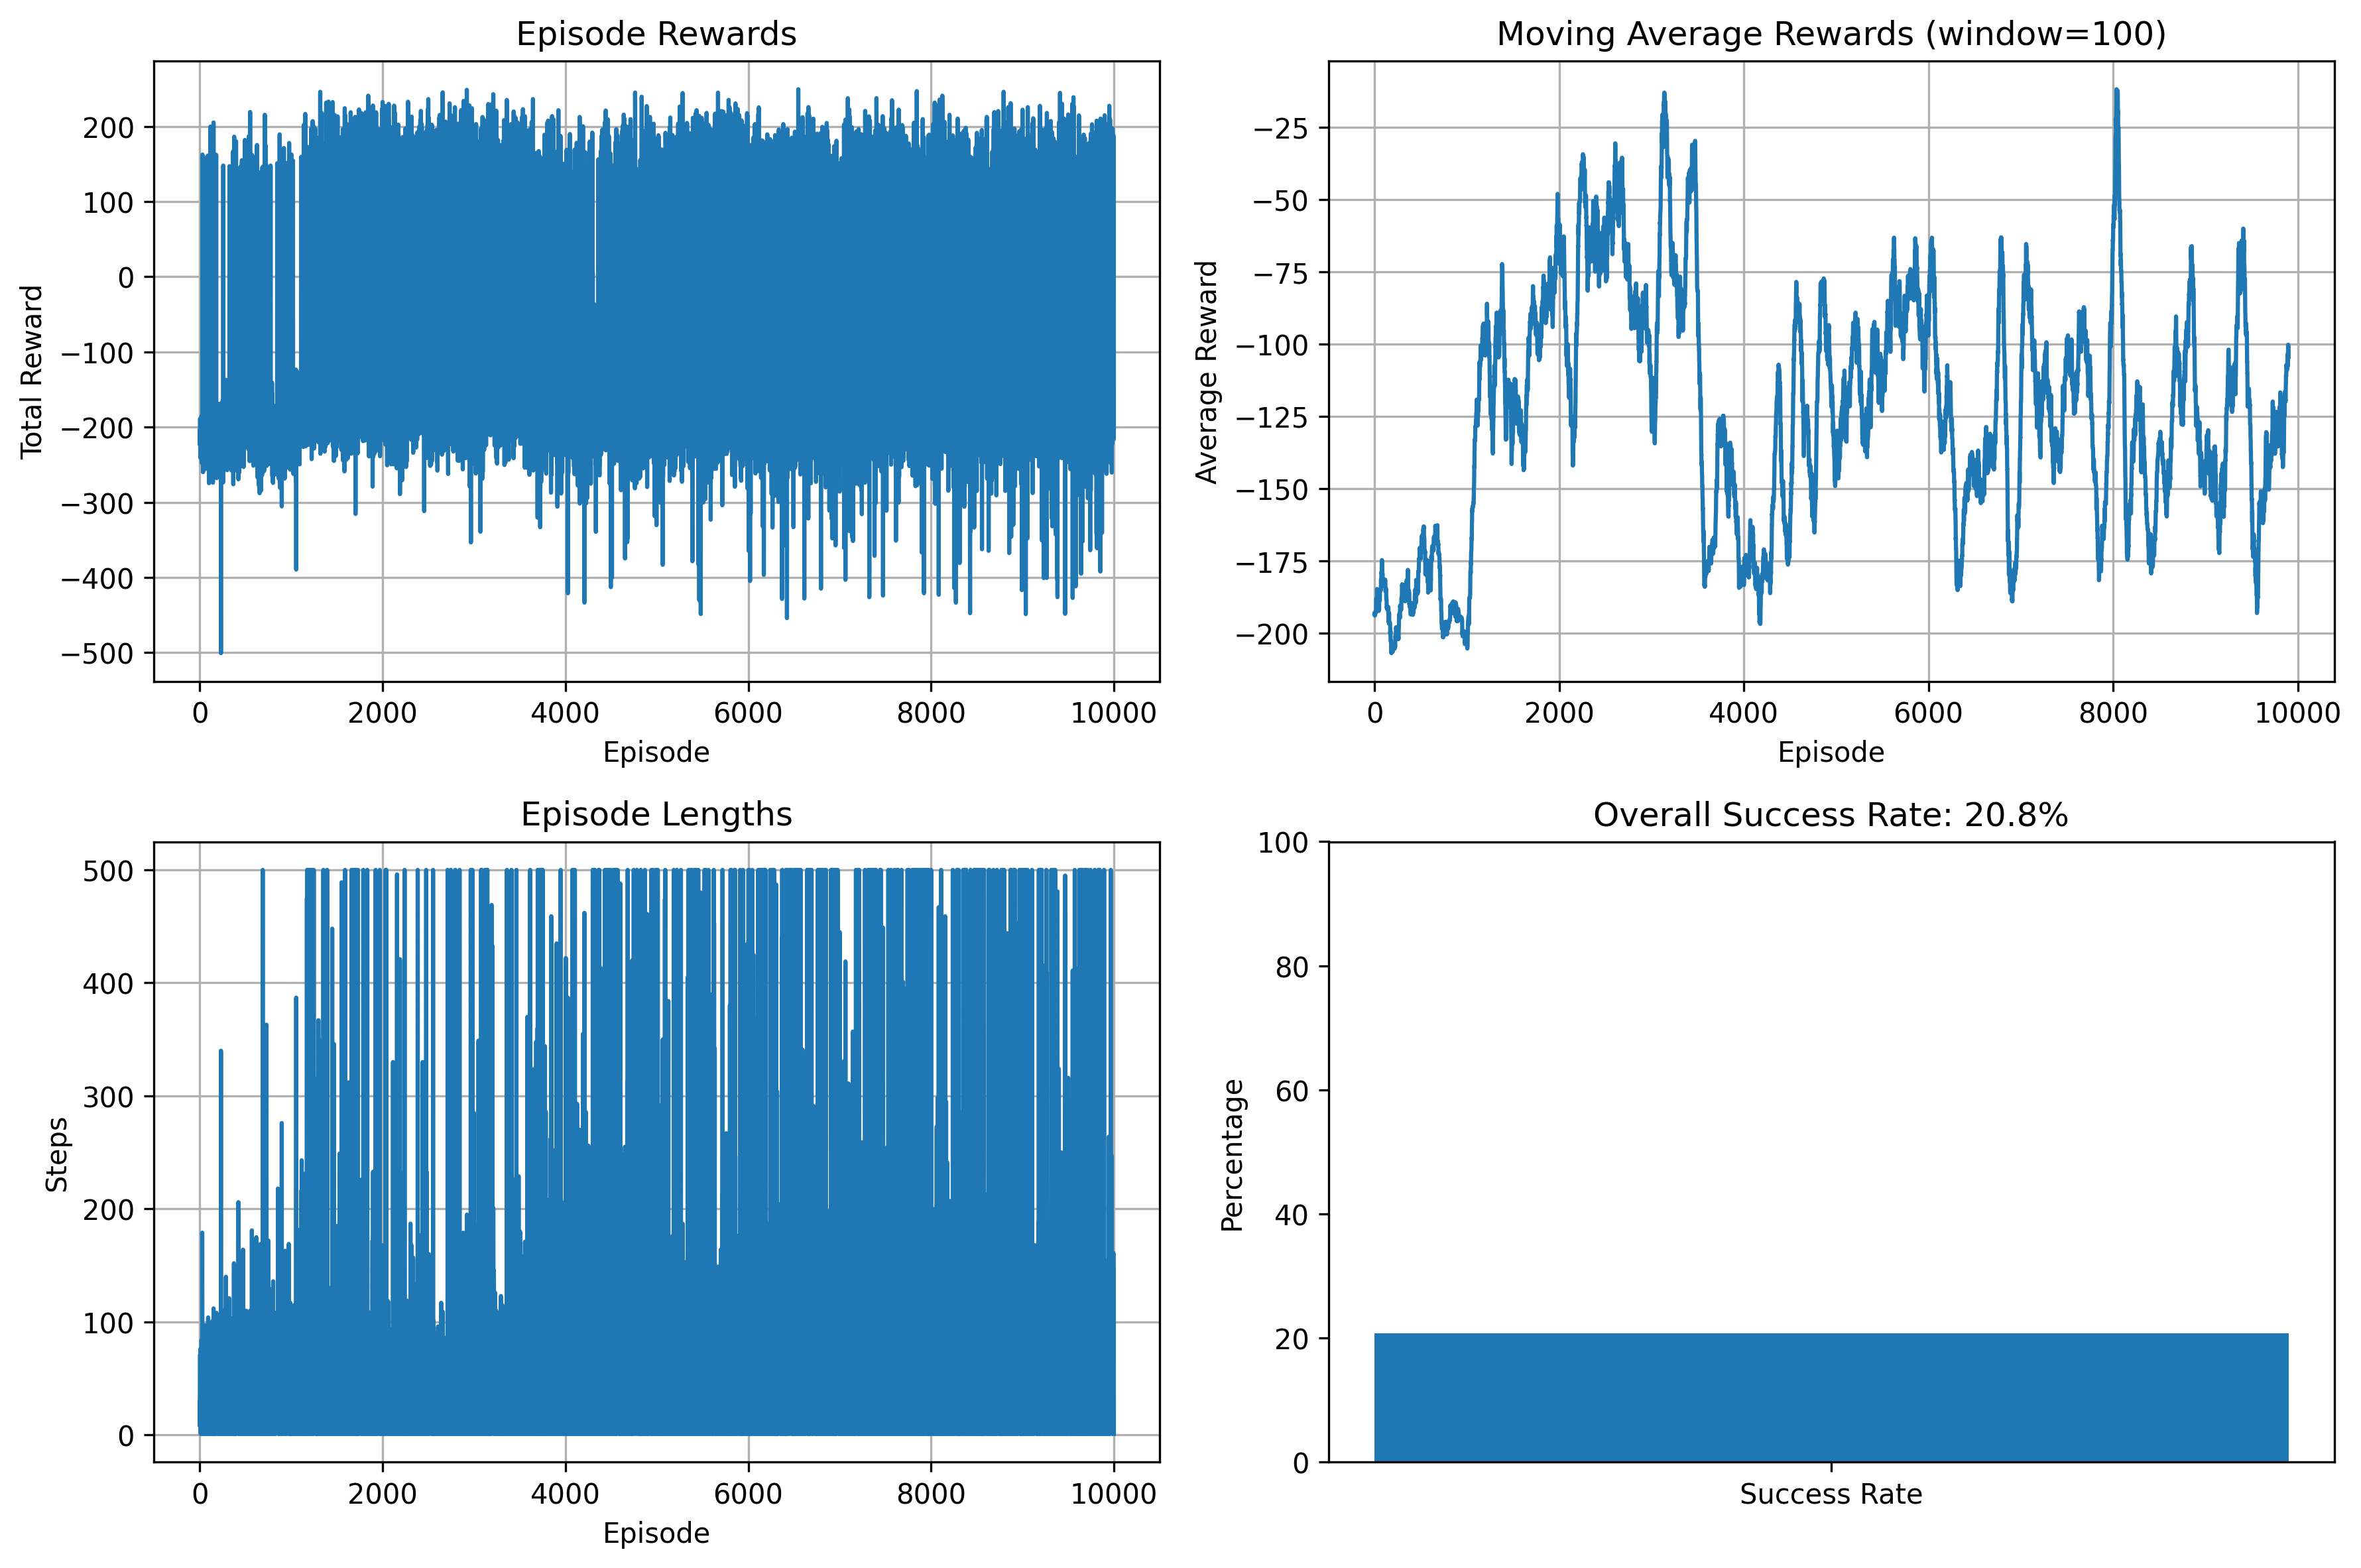 Episode Rewards
Total Reward
200
100
0
−100
−200
−300
−400
−500
0 2000 4000 6000 8000 10000
Episode
Moving Average Rewards (window=100)
Average Reward
−25
−50
−75
−100
−125
−150
−175
−200
0 2000 4000 6000 8000 10000
Episode
Episode Lengths
Steps
500
400
300
200
100
0
0 2000 4000 6000 8000 10000
Episode
Overall Success Rate: 20.8%
Percentage
100
80
60
40
20
0
Success Rate